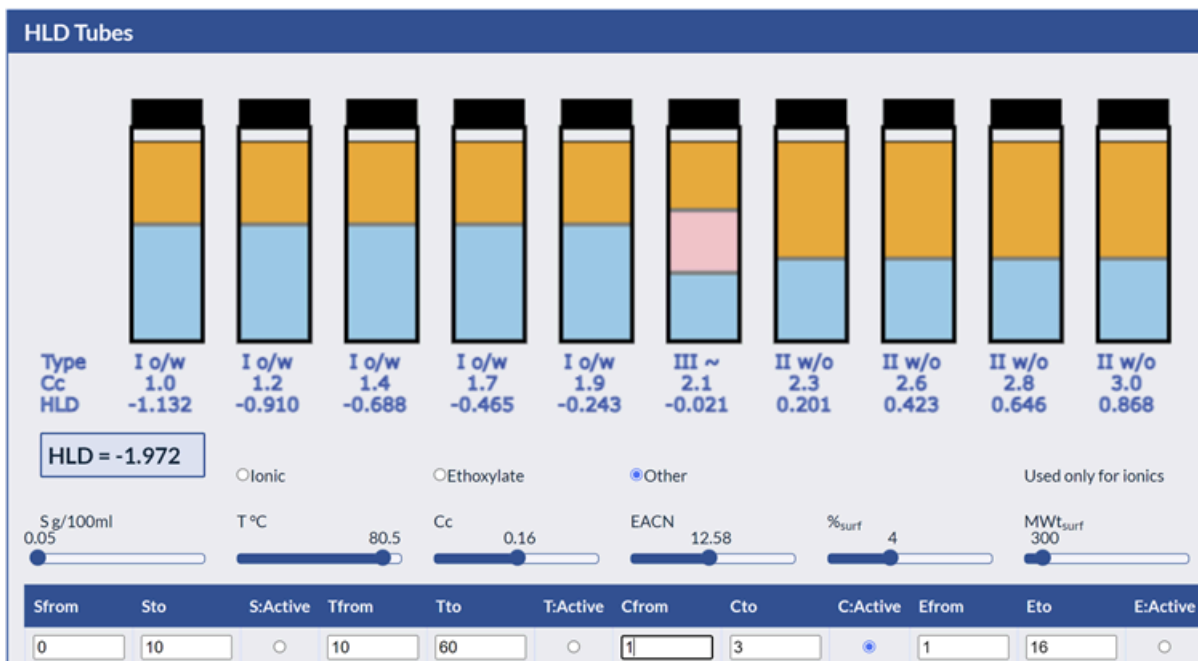 HLD Tubes
Type I o/w I o/w I o/w I o/w I o/w III ~ II w/o II w/o II w/o II w/o
Cc 1.0 1.2 1.4 1.7 1.9 2.1 2.3 2.6 2.8 3.0
HLD -1.132 -0.910 -0.688 -0.465 -0.243 -0.021 0.201 0.423 0.646 0.868
HLD = -1.972
Ionic Ethoxylate Other Used only for ionics
S g/100ml T °C Cc EACN %surf MWtsurf
0.05 80.5 0.16 12.58 4 300
Sfrom Sto S:Active Tfrom Tto T:Active Cfrom Cto C:Active Efrom Eto E:Active
0 10 10 60 1 3 1 16